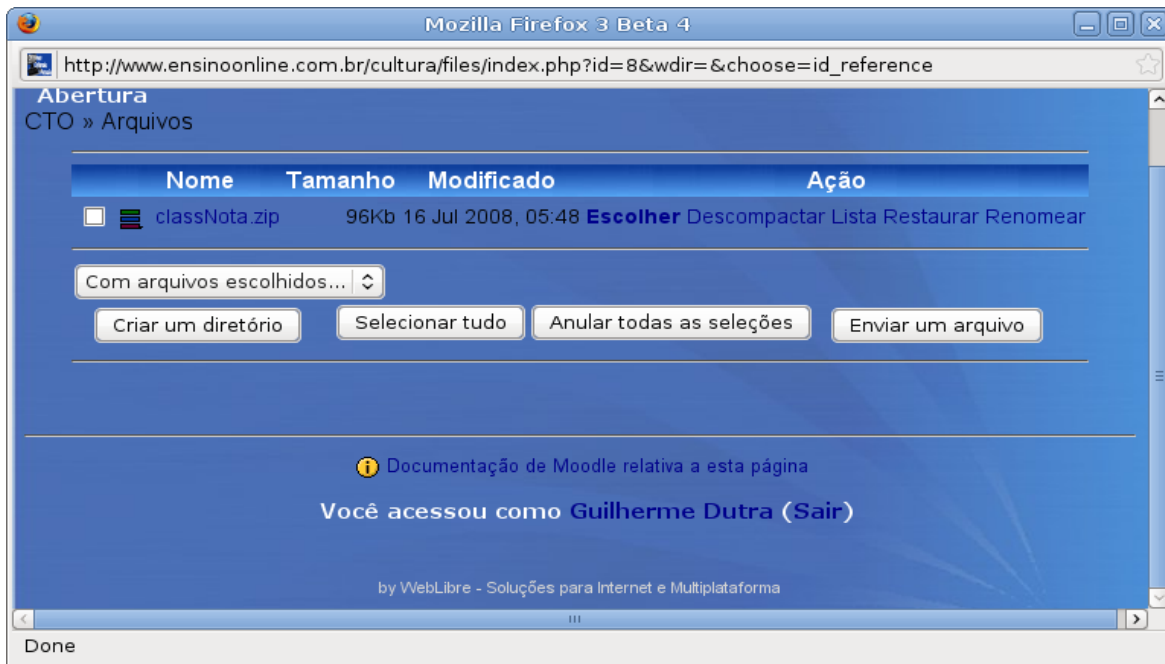 Mozilla Firefox 3 Beta 4
http://www.ensinoonline.com.br/cultura/files/index.php?id=8&wdir=&choose=id_reference
Abertura
CTO » Arquivos
Nome Tamanho Modificado Ação
classNota.zip 96Kb 16 Jul 2008, 05:48 Escolher Descompactar Lista Restaurar Renomear
Com arquivos escolhidos...
Criar um diretório Selecionar tudo Anular todas as seleções Enviar um arquivo
Documentação de Moodle relativa a esta página
Você acessou como Guilherme Dutra (Sair)
by WebLibre - Soluções para Internet e Multiplataforma
Done